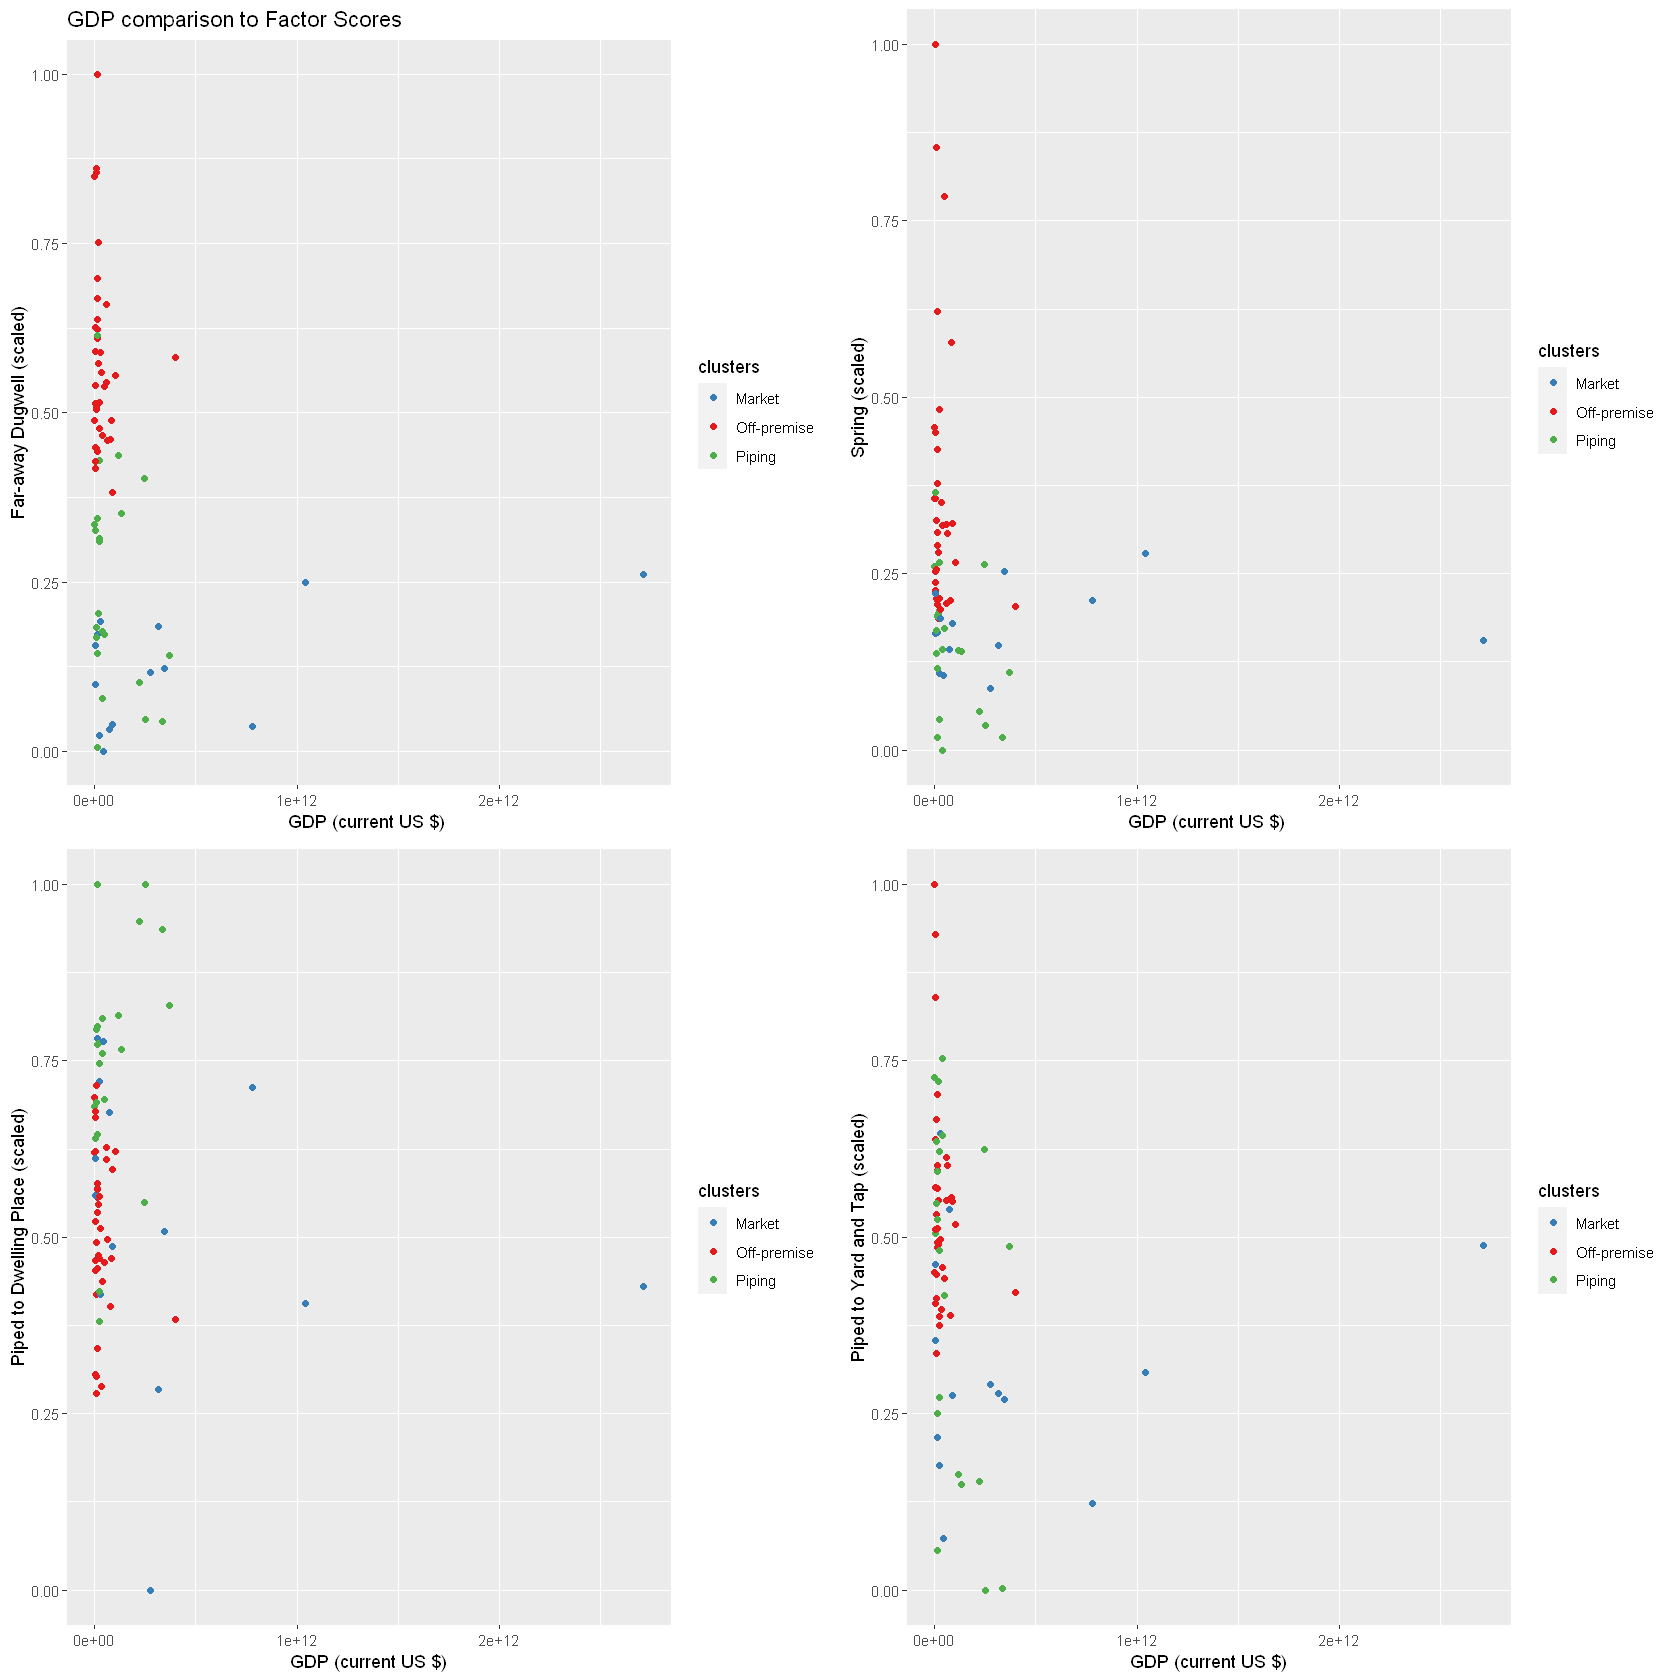 GDP comparison to Factor Scores
Far-away Dugwell (scaled)
1.00
0.75
0.50
0.25
0.00
0e+00
1e+12
2e+12
GDP (current US $)
clusters
Market
Off-premise
Piping
Spring (scaled)
1.00
0.75
0.50
0.25
0.00
0e+00
1e+12
2e+12
GDP (current US $)
clusters
Market
Off-premise
Piping
Piped to Dwelling Place (scaled)
1.00
0.75
0.50
0.25
0.00
0e+00
1e+12
2e+12
GDP (current US $)
clusters
Market
Off-premise
Piping
Piped to Yard and Tap (scaled)
1.00
0.75
0.50
0.25
0.00
0e+00
1e+12
2e+12
GDP (current US $)
clusters
Market
Off-premise
Piping